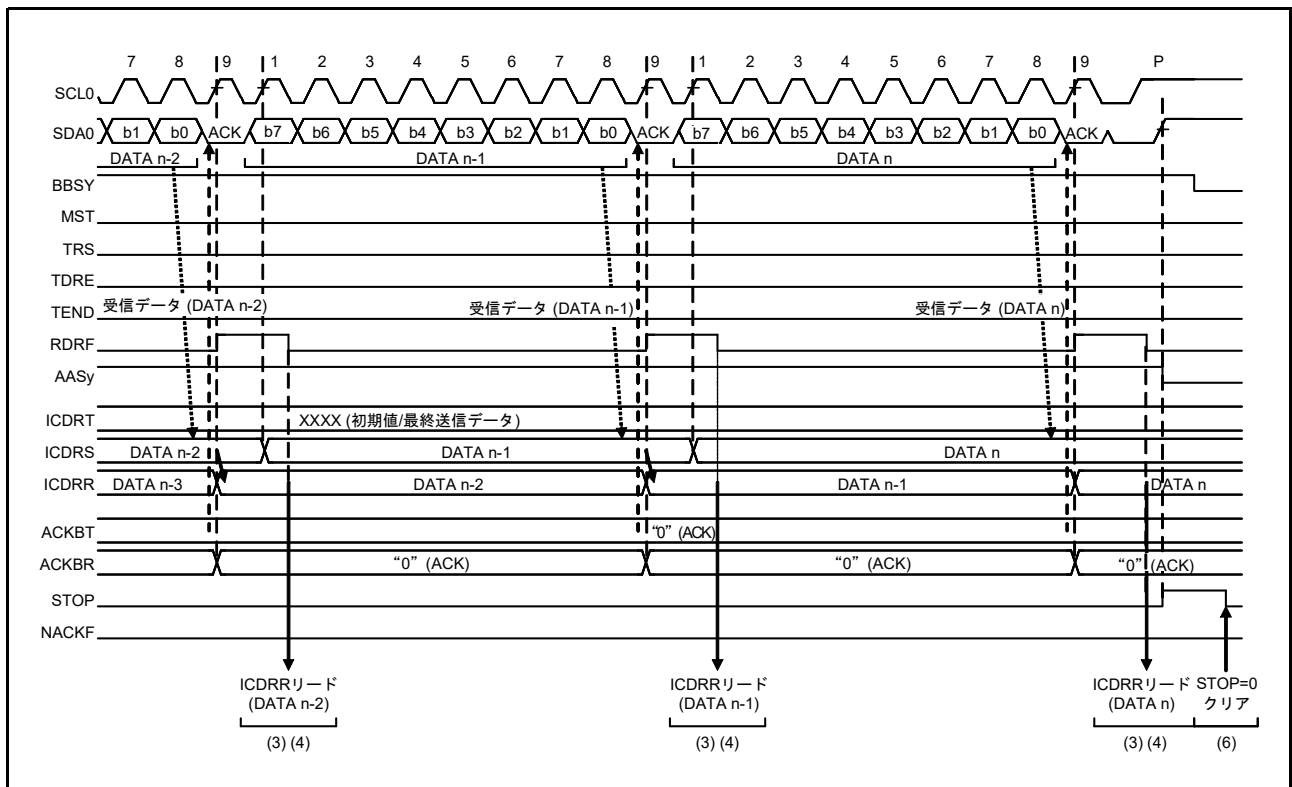 7 8 9 1 2 3 4 5 6 7 8 9 1 2 3 4 5 6 7 8 9 P
SCL0
SDA0 b1 b0 ACK b7 b6 b5 b4 b3 b2 b1 b0 ACK b7 b6 b5 b4 b3 b2 b1 b0 ACK
DATA n-2 DATA n-1 DATA n
BBSY
MST
TRS
TDRE
TEND 受信データ (DATA n-2) 受信データ (DATA n-1) 受信データ (DATA n)
RDRF
AASy
ICDRT XXXX (初期値/最終送信データ)
ICDRS DATA n-2 DATA n-1 DATA n
ICDRR DATA n-3 DATA n-2 DATA n-1 DATA n
ACKBT “0” (ACK)
ACKBR “0” (ACK) “0” (ACK) “0” (ACK)
STOP
NACKF
ICDRRリード ICDRRリード ICDRRリード STOP=0
(DATA n-2) (DATA n-1) (DATA n) クリア
(3) (4) (3) (4) (3) (4) (6)